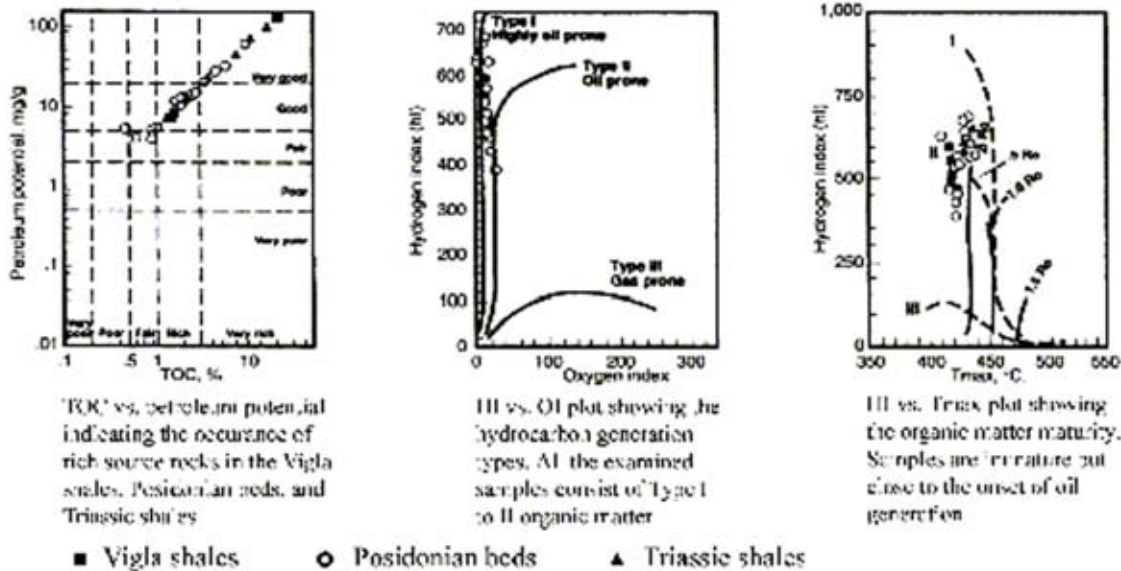 100
10
1
.1
.01
Petroleum potential, mg/g
Very good
Good
Fair
Poor
Very poor
Very poor
Poor
Fair
Rich
Very rich
.1
.5
1
10
TOC, %
TOC vs. petroleum potential
indicating the occurance of
rich source rocks in the Vigla
shales, Posidonian beds, and
Triassic shales
700
600
500
400
300
200
100
0
Hydrogen index (hI)
Type I
Highly oil prone
Type II
Oil prone
Type III
Gas prone
0
100
200
300
Oxygen index
HI vs. OI plot showing the
hydrocarbon generation
types. All the examined
samples consist of Type I
to II organic matter
1,000
750
500
250
0
Hydrogen index (hI)
I
II
III
1.5 Ro
350
400
450
500
550
Tmax, °C.
HI vs. Tmax plot showing
the organic matter maturity.
Samples are immature but
close to the onset of oil
generation
Vigla shales
Posidonian beds
Triassic shales